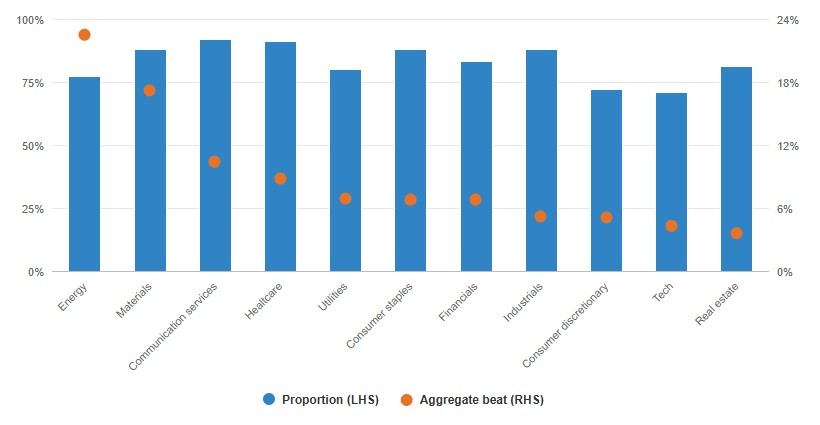 100%
75%
50%
25%
0%
24%
18%
12%
6%
0%
Energy
Materials
Communication services
Healtcare
Utilities
Consumer staples
Financials
Industrials
Consumer discretionary
Tech
Real estate
Proportion (LHS) Aggregate beat (RHS)